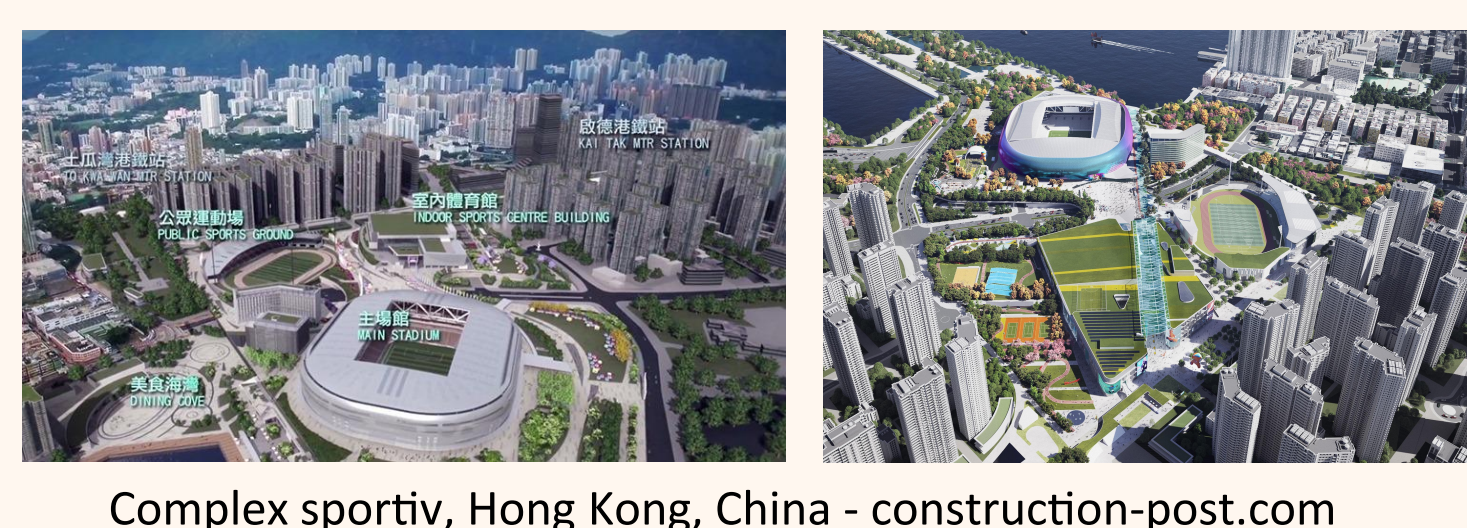 啟德港鐵站
KAI TAK MTR STATION
土瓜灣港鐵站
TO KWA WAN MTR STATION
室內體育館
INDOOR SPORTS CENTRE BUILDING
公眾運動場
PUBLIC SPORTS GROUND
主場館
MAIN STADIUM
美食海灣
DINING COVE
Complex sportiv, Hong Kong, China - construction-post.com